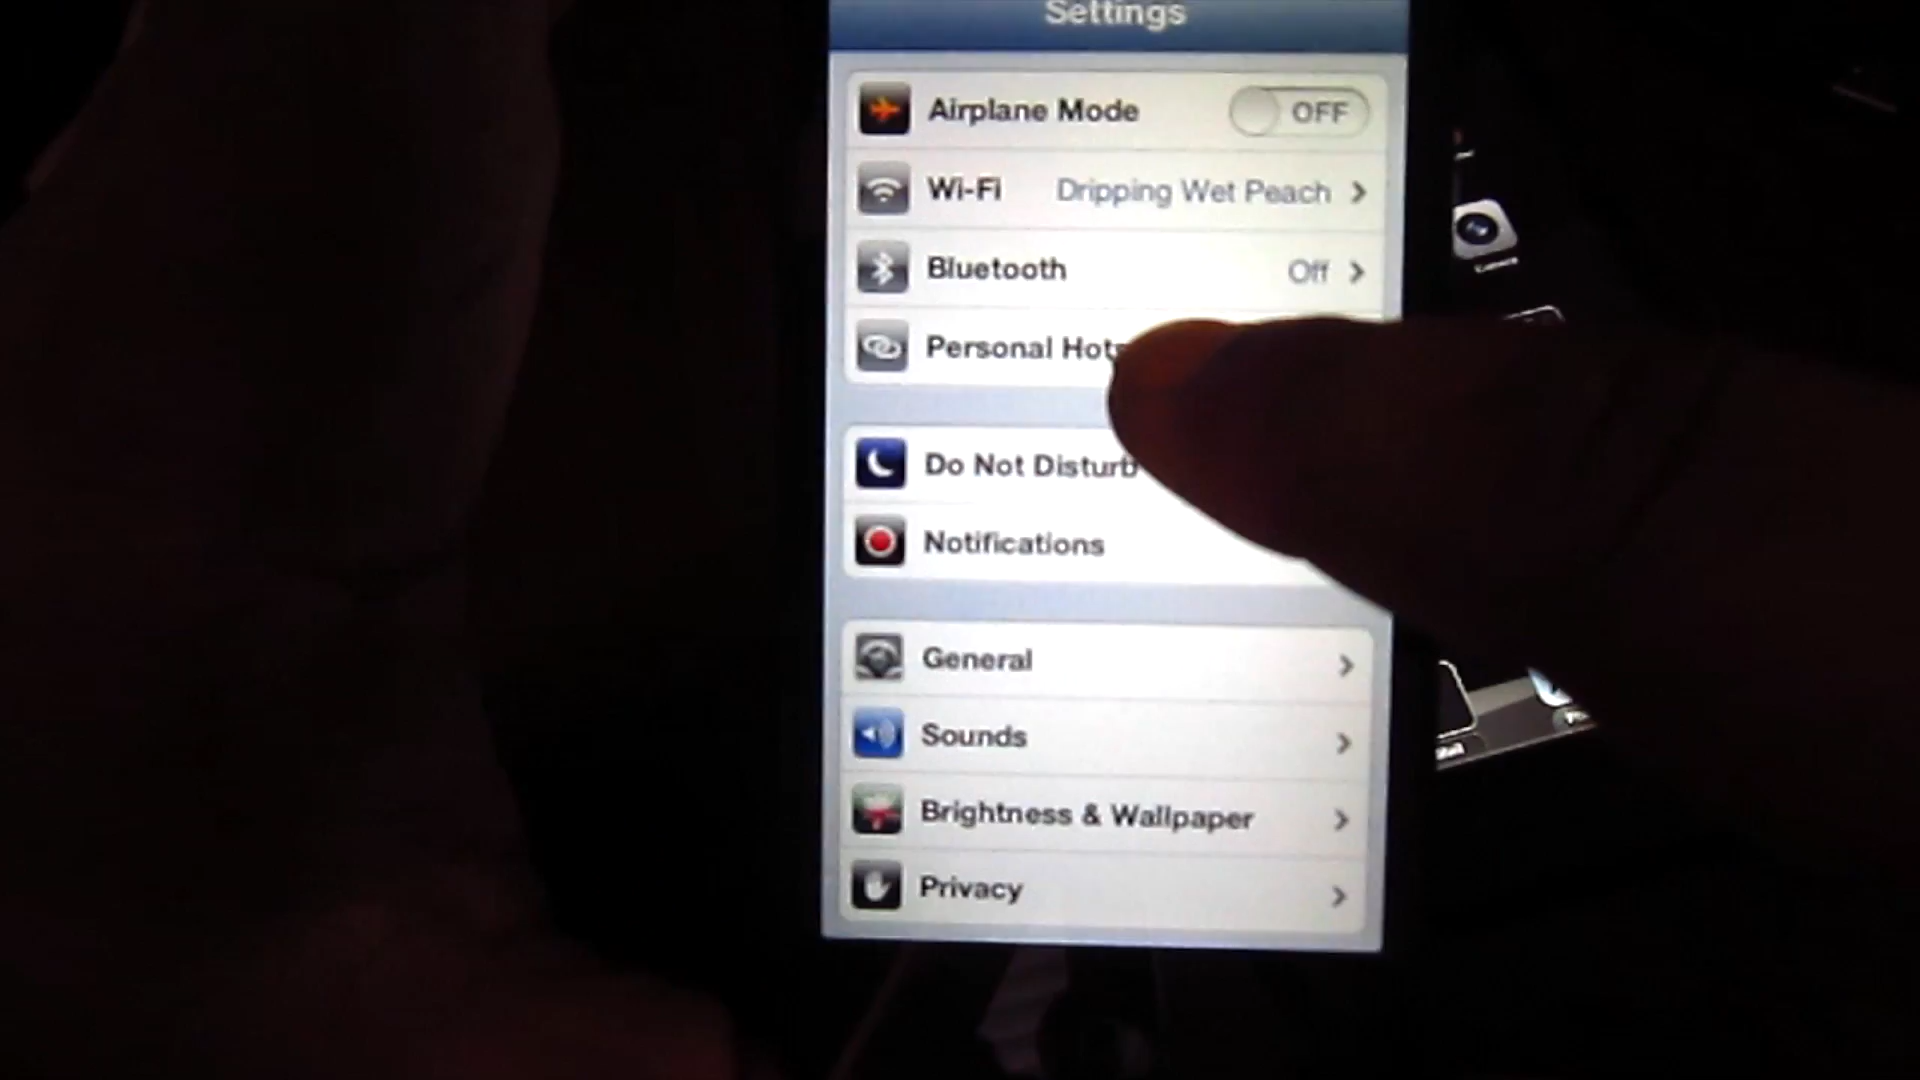 Settings
Airplane Mode OFF
Wi-Fi Dripping Wet Peach
Bluetooth Off
Personal Hots
Do Not Disturb
Notifications
General
Sounds
Brightness & Wallpaper
Privacy